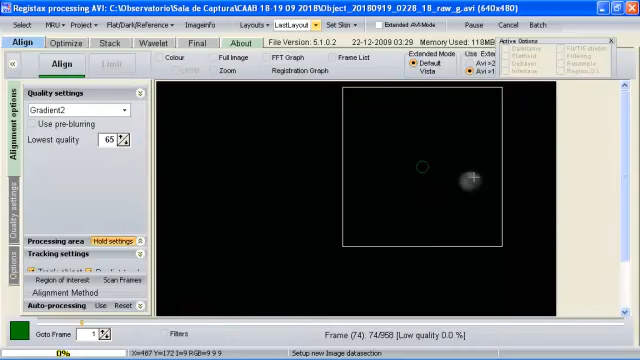 Registax processing AVI: C:\Observatorio\Sala de Captura\CAAB 18-19 09 2018\Object_20180919_0228_18_raw_g.avi (640x480)
Select MRU Project Flat/Dark/Reference Imageinfo Layouts LastLayout Set Skin Extended AVI-Mode Pause Cancel Batch
Align Optimize Stack Wavelet Final About File Version: 5.1.0.2 22-12-2009 03:29 Memory Used: 118MB Active Options
Align Limit Colour Full Image FFT Graph Frame List Extended Mode Use
Zoom Registration Graph Default Avi >2
Vista Avi >1
Alignment options
Quality settings
Gradient2
Use pre-blurring
Lowest quality 65
Quality settings
Processing area Hold settings
Tracking settings
Options
Region of interest Scan Frames
Alignment Method
Auto-processing Use Reset
Goto Frame 1 Filters Frame (74): 74/958 [Low quality 0.0 %]
0% X=487 Y=172 I=9 RGB=9 9 9 Setup new Image datasection